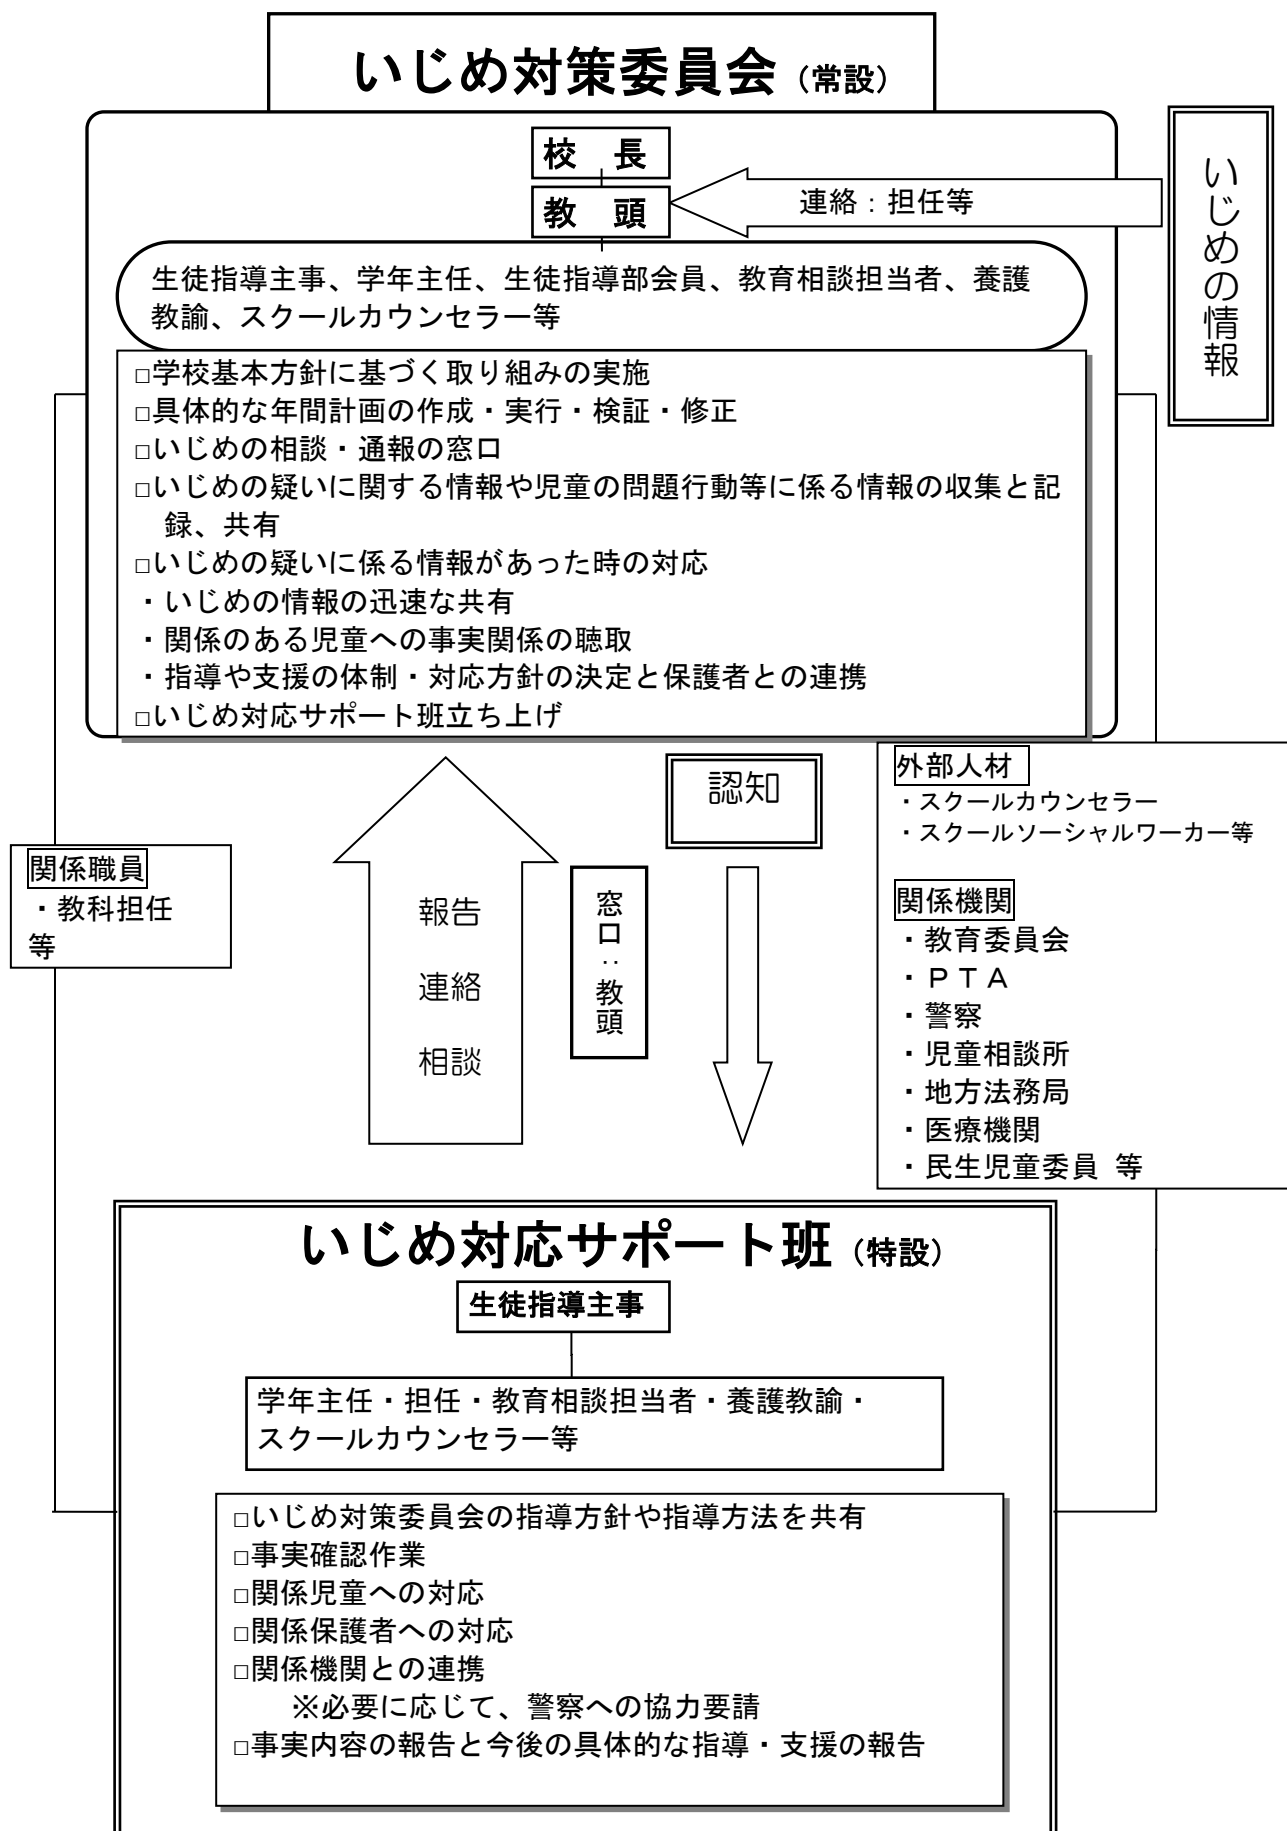 いじめ対策委員会（常設）
校　長
教　頭
連絡：担任等
いじめの情報
生徒指導主事、学年主任、生徒指導部会員、教育相談担当者、養護
教諭、スクールカウンセラー等
□学校基本方針に基づく取り組みの実施
□具体的な年間計画の作成・実行・検証・修正
□いじめの相談・通報の窓口
□いじめの疑いに関する情報や児童の問題行動等に係る情報の収集と記
録、共有
□いじめの疑いに係る情報があった時の対応
・いじめの情報の迅速な共有
・関係のある児童への事実関係の聴取
・指導や支援の体制・対応方針の決定と保護者との連携
□いじめ対応サポート班立ち上げ
関係職員
・教科担任
等
報告
連絡
相談
窓口：教頭
認知
外部人材
・スクールカウンセラー
・スクールソーシャルワーカー等
関係機関
・教育委員会
・ＰＴＡ
・警察
・児童相談所
・地方法務局
・医療機関
・民生児童委員 等
いじめ対応サポート班（特設）
生徒指導主事
学年主任・担任・教育相談担当者・養護教諭・
スクールカウンセラー等
□いじめ対策委員会の指導方針や指導方法を共有
□事実確認作業
□関係児童への対応
□関係保護者への対応
□関係機関との連携
※必要に応じて、警察への協力要請
□事実内容の報告と今後の具体的な指導・支援の報告